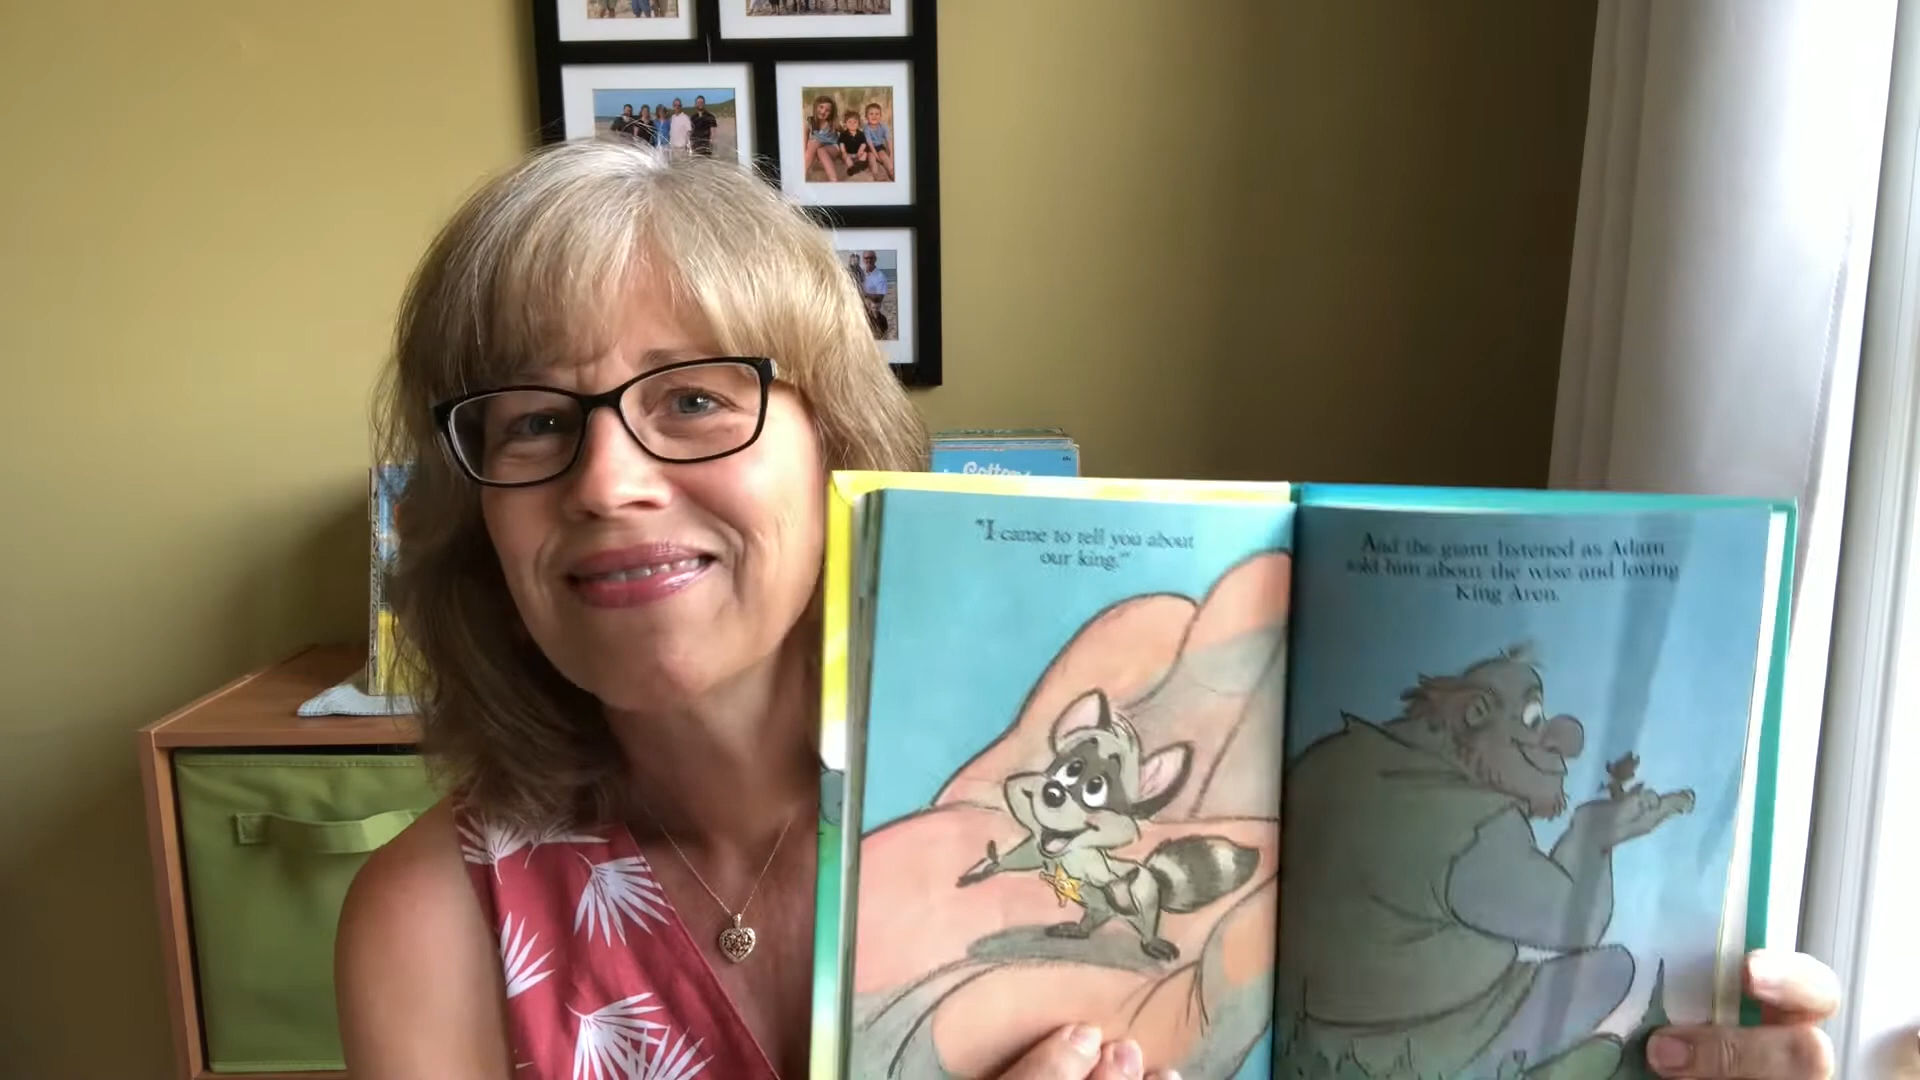 Cottage
"I came to tell you about
our king."
And the giant listened as Adam
told him about the wise and loving
King Aren.